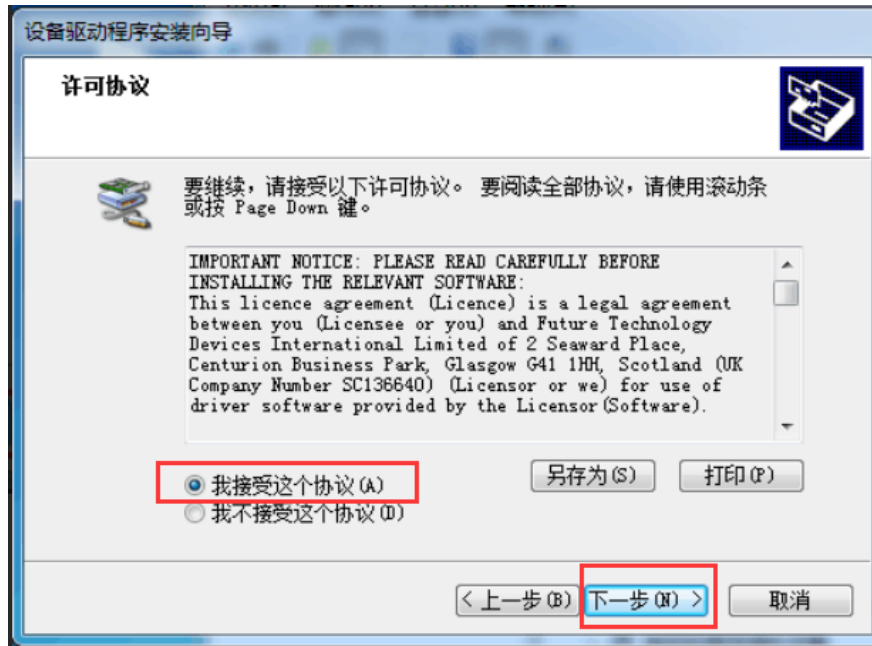 设备驱动程序安装向导
许可协议
要继续，请接受以下许可协议。 要阅读全部协议，请使用滚动条
或按 Page Down 键。
IMPORTANT NOTICE: PLEASE READ CAREFULLY BEFORE
INSTALLING THE RELEVANT SOFTWARE:
This licence agreement (Licence) is a legal agreement
between you (Licensee or you) and Future Technology
Devices International Limited of 2 Seaward Place,
Centurion Business Park, Glasgow G41 1HH, Scotland (UK
Company Number SC136640) (Licensor or we) for use of
driver software provided by the Licensor(Software).
我接受这个协议(A)
另存为(S)
打印(P)
我不接受这个协议(D)
< 上一步(B)
下一步(N) >
取消